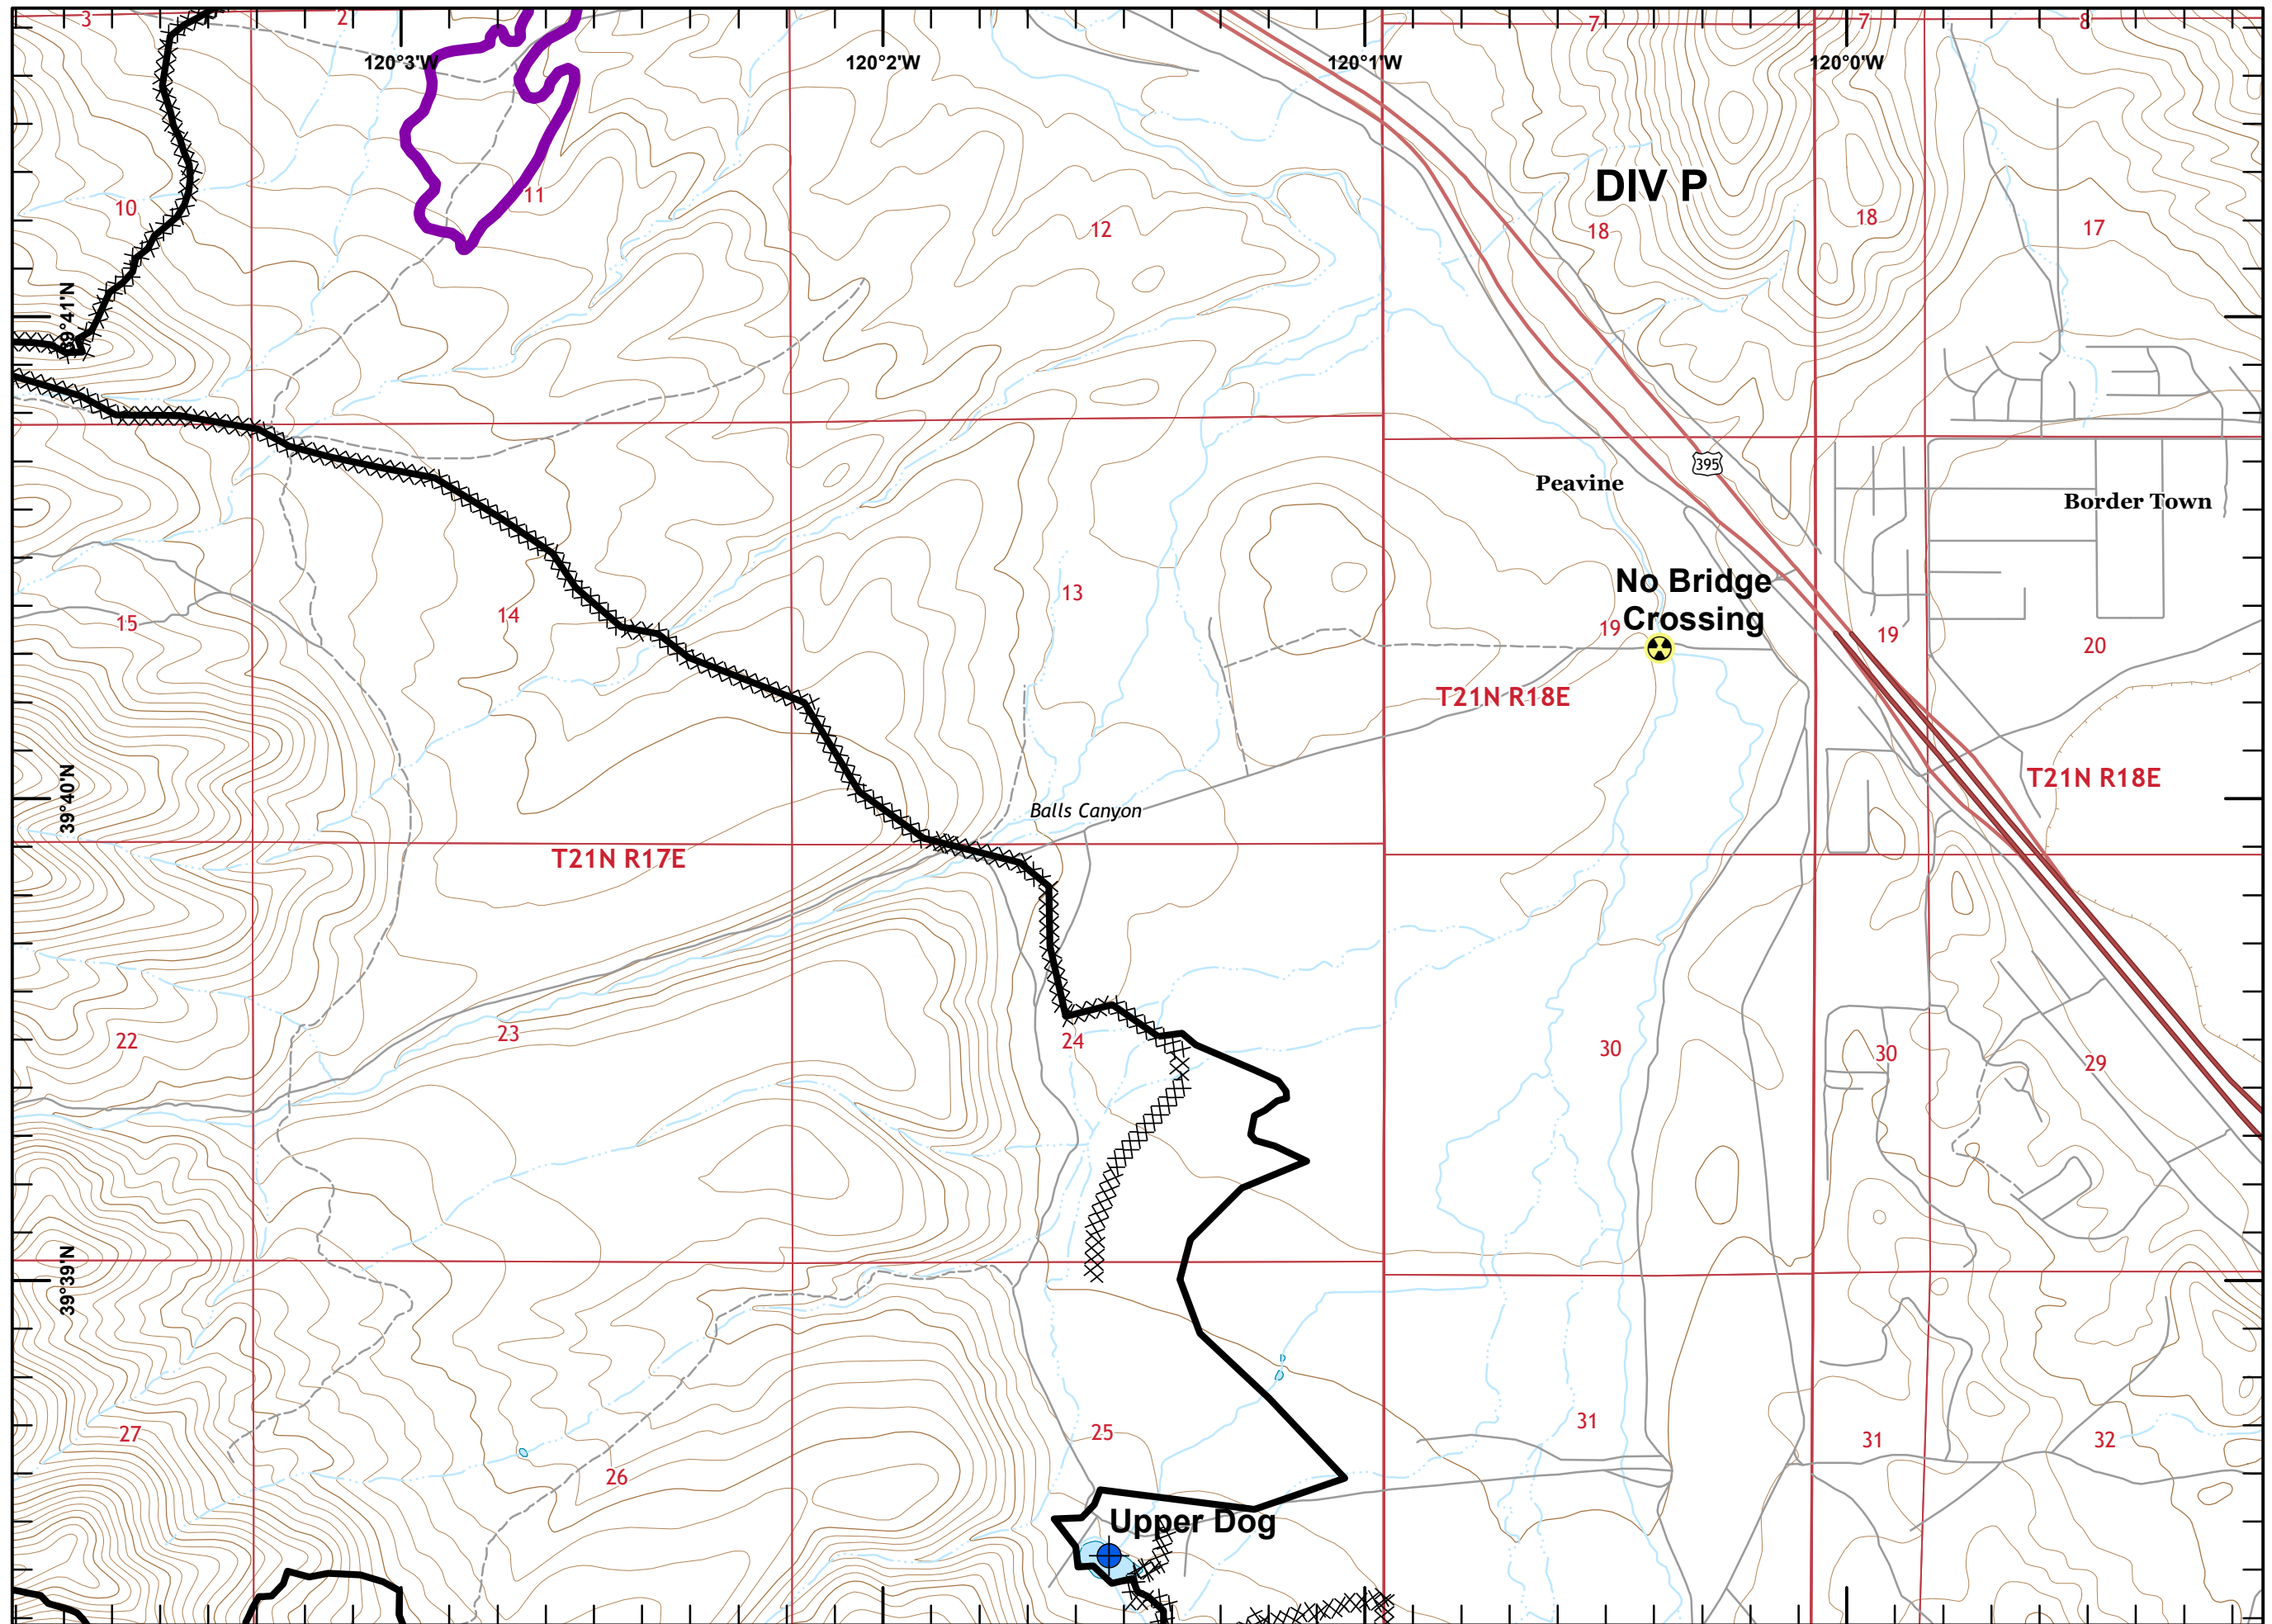 3
2
7
7
8
120°3'W
120°2'W
120°1'W
120°0'W
DIV P
10
11
12
18
18
17
39°41'N
395
Peavine
Border Town
No Bridge
Crossing
13
14
15
19
19
20
T21N R18E
T21N R18E
39°40'N
Balls Canyon
T21N R17E
22
23
24
30
30
29
39°39'N
27
26
25
31
31
32
Upper Dog